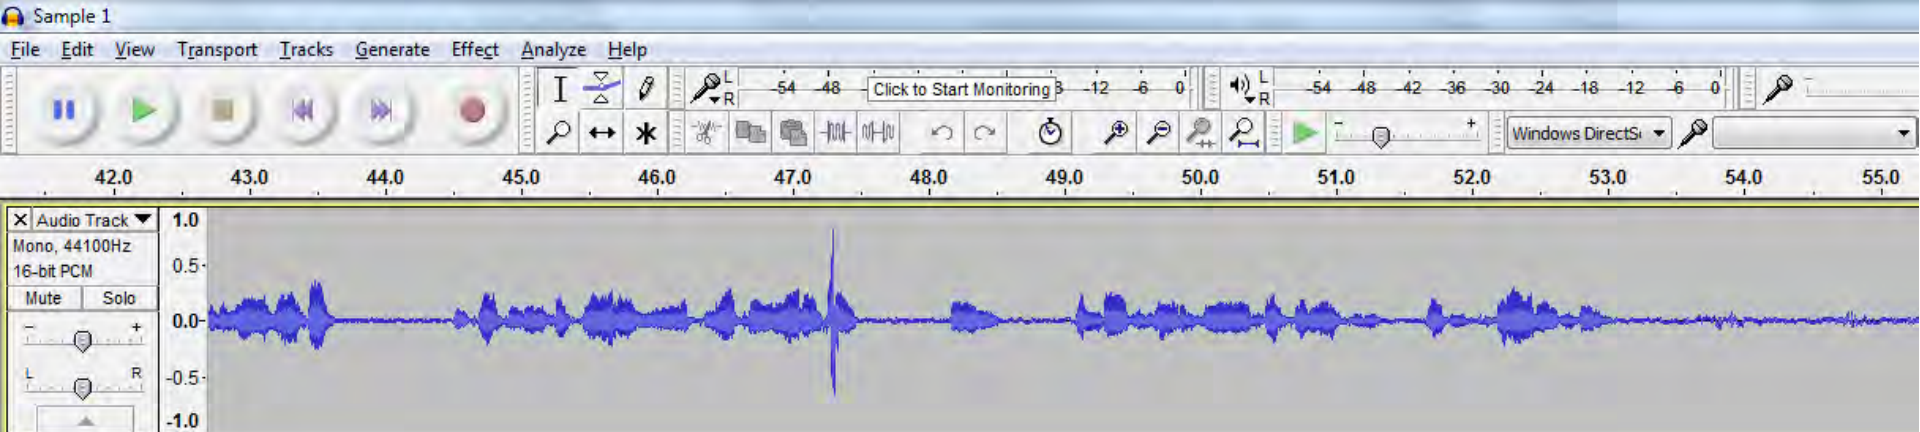 Sample 1
File Edit View Transport Tracks Generate Effect Analyze Help
L -54 -48 Click to Start Monitoring -12 -6 0 L -54 -48 -42 -36 -30 -24 -18 -12 -6 0
R R
- + Windows DirectS
42.0 43.0 44.0 45.0 46.0 47.0 48.0 49.0 50.0 51.0 52.0 53.0 54.0 55.0
X Audio Track 1.0
Mono, 44100Hz
0.5
16-bit PCM
Mute Solo
0.0
- +
L R
-0.5
-1.0